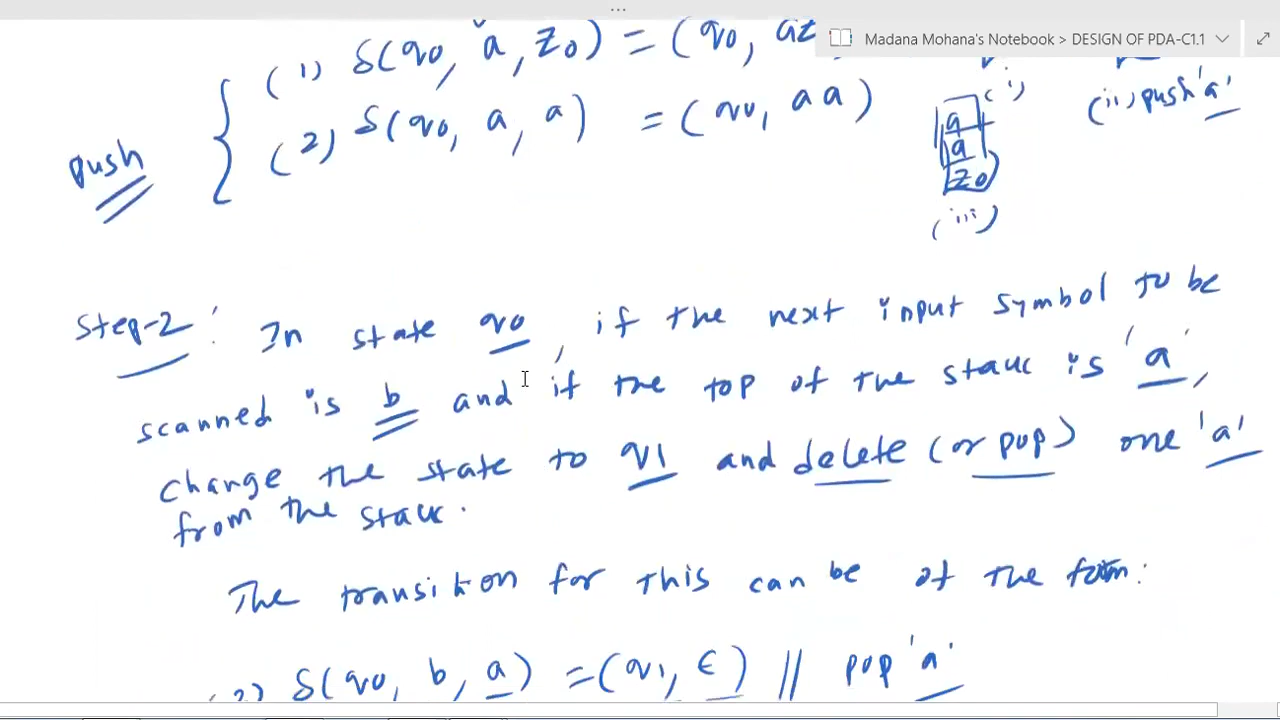 Madana Mohana's Notebook > DESIGN OF PDA-C1.1
(1) δ(q0, a, z0) = (q0, az
(2) δ(q0, a, a) = (q0, aa)
push
(i)
(ii) push 'a'
a
a
z0
(iii)
Step-2: In state q0, if the next input symbol to be
scanned is b and if the top of the stack is 'a',
change the state to q1 and delete (or pop) one 'a'
from the stack.
The transition for this can be of the form:
(3) δ(q0, b, a) = (q1, ϵ) // pop 'a'